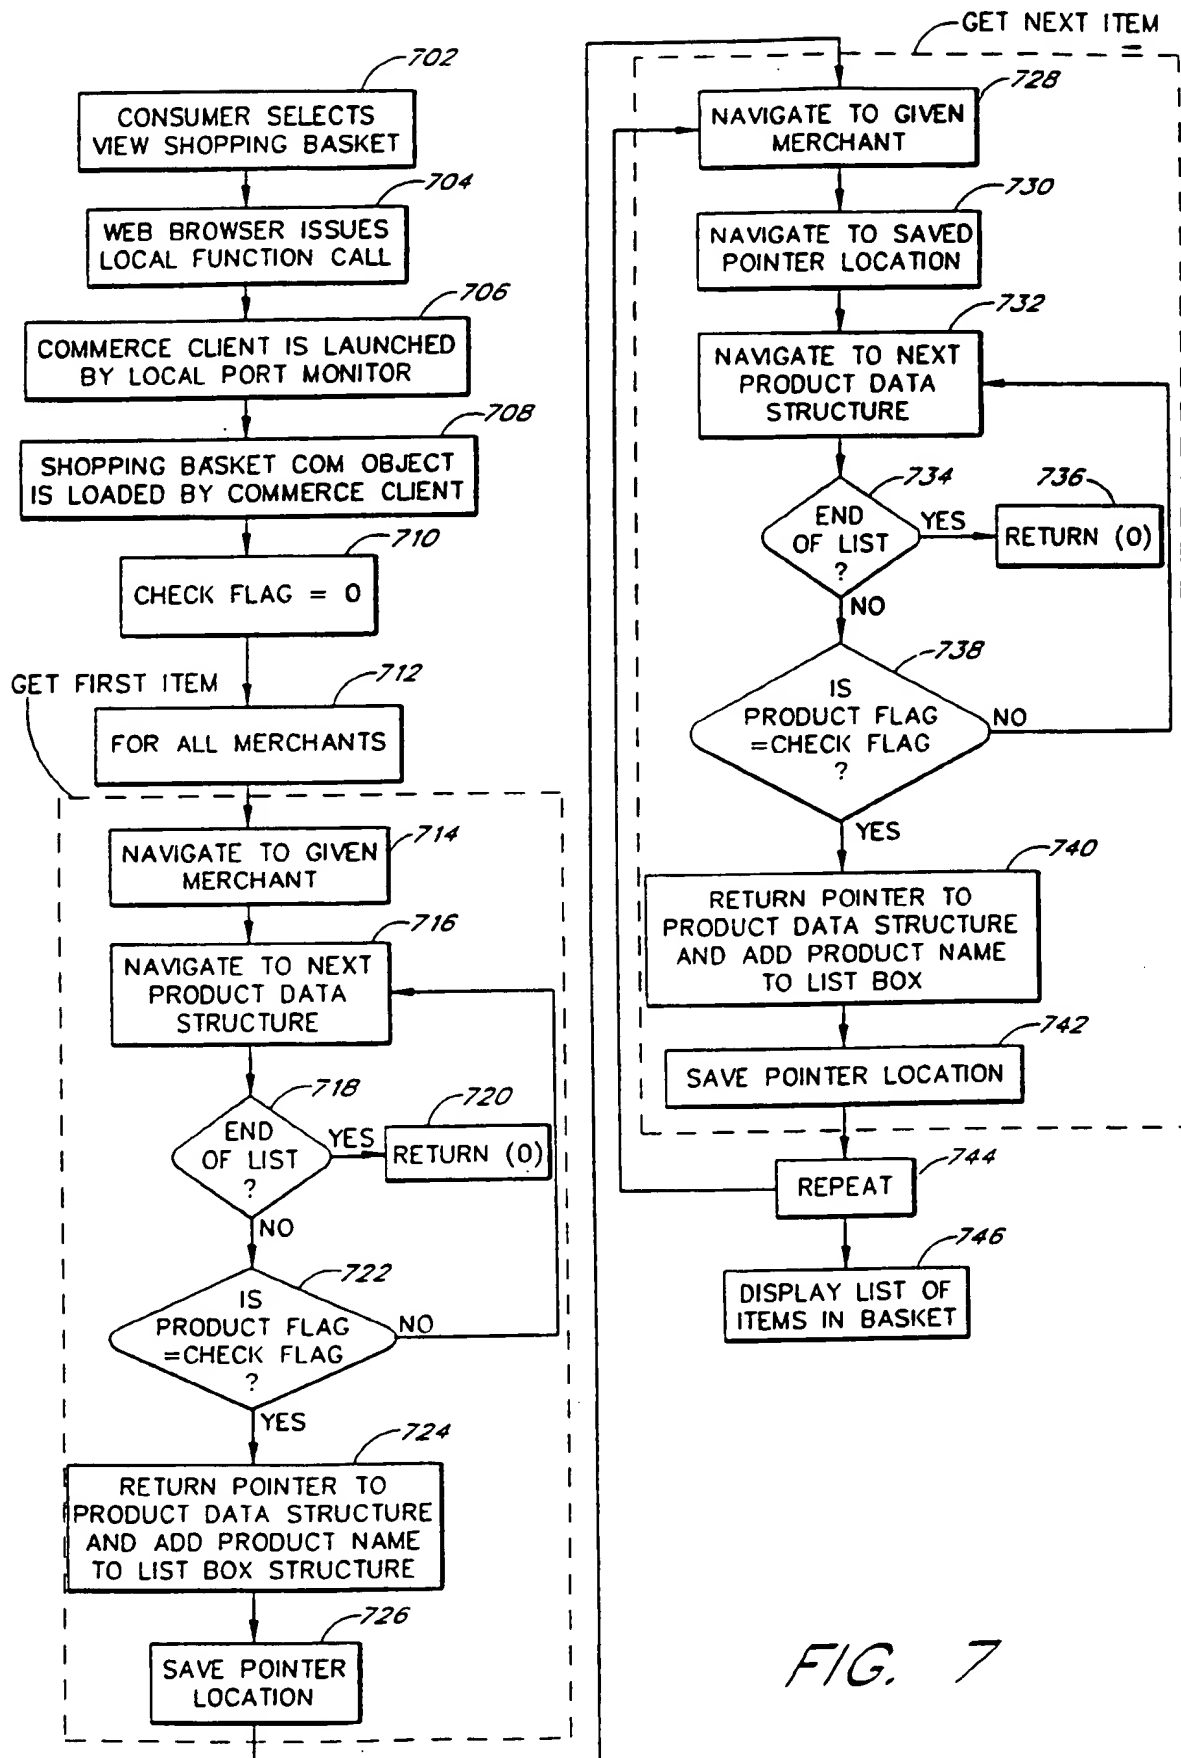 702
CONSUMER SELECTS
VIEW SHOPPING BASKET
704
WEB BROWSER ISSUES
LOCAL FUNCTION CALL
706
COMMERCE CLIENT IS LAUNCHED
BY LOCAL PORT MONITOR
708
SHOPPING BASKET COM OBJECT
IS LOADED BY COMMERCE CLIENT
710
CHECK FLAG = 0
GET FIRST ITEM
712
FOR ALL MERCHANTS
714
NAVIGATE TO GIVEN
MERCHANT
716
NAVIGATE TO NEXT
PRODUCT DATA
STRUCTURE
718
END
OF LIST
?
YES
720
RETURN (0)
NO
722
IS
PRODUCT FLAG
=CHECK FLAG
?
NO
YES
724
RETURN POINTER TO
PRODUCT DATA STRUCTURE
AND ADD PRODUCT NAME
TO LIST BOX STRUCTURE
726
SAVE POINTER
LOCATION
GET NEXT ITEM
728
NAVIGATE TO GIVEN
MERCHANT
730
NAVIGATE TO SAVED
POINTER LOCATION
732
NAVIGATE TO NEXT
PRODUCT DATA
STRUCTURE
734
END
OF LIST
?
YES
736
RETURN (0)
NO
738
IS
PRODUCT FLAG
=CHECK FLAG
?
NO
YES
740
RETURN POINTER TO
PRODUCT DATA STRUCTURE
AND ADD PRODUCT NAME
TO LIST BOX
742
SAVE POINTER LOCATION
744
REPEAT
746
DISPLAY LIST OF
ITEMS IN BASKET
FIG. 7